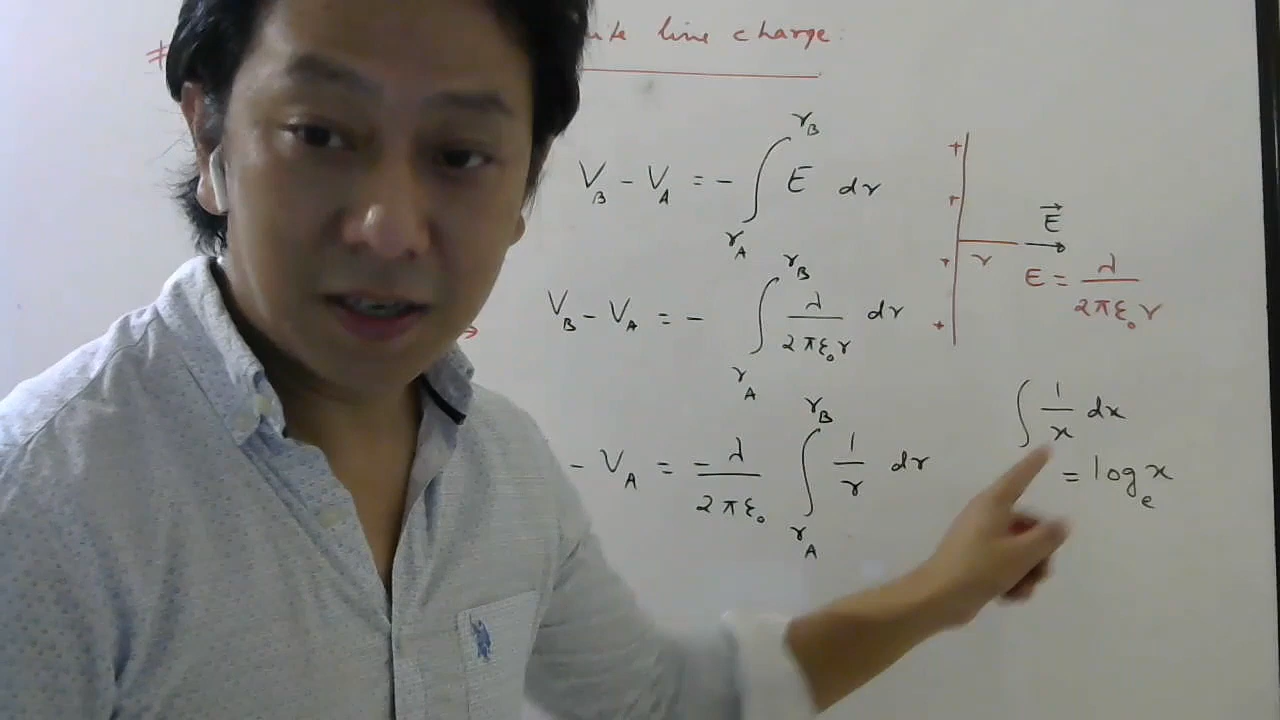 # line charge:
V_B - V_A = - ∫_{r_A}^{r_B} E dr
+
+
+
+
r
E⃗
E = λ / 2πε₀r
V_B - V_A = - ∫_{r_A}^{r_B} λ / 2πε₀r dr
- V_A = -λ / 2πε₀ ∫_{r_A}^{r_B} 1/r dr
∫ 1/x dx
= log_e x